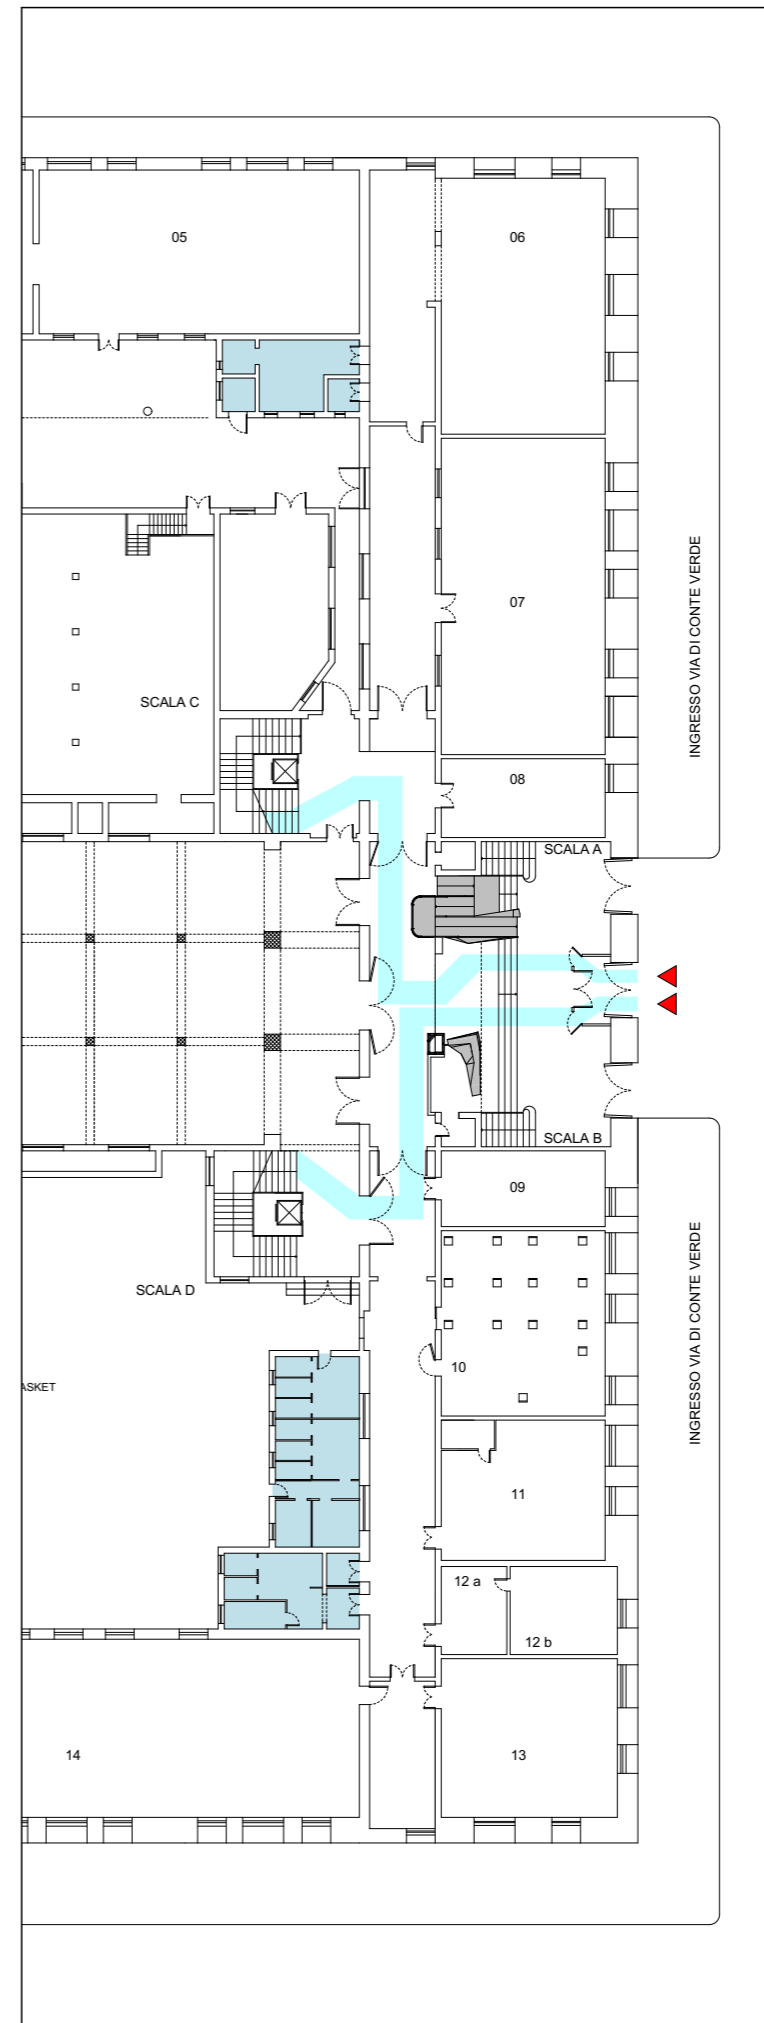 05
06
INGRESSO VIA DI CONTE VERDE
07
SCALA C
08
SCALA A
SCALA B
09
INGRESSO VIA DI CONTE VERDE
SCALA D
10
ASKET
11
12 a
12 b
13
14